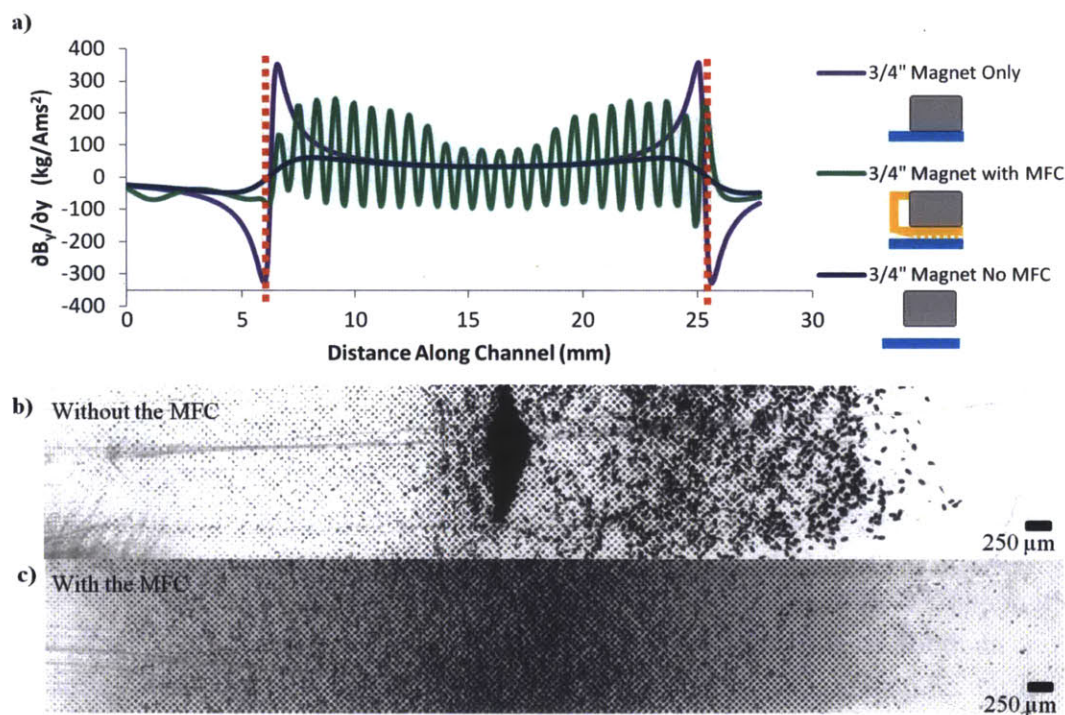 a)
400
300
200
100
0
-100
-200
-300
-400
∂Bᵧ/∂y (kg/Ams²)
0 5 10 15 20 25 30
Distance Along Channel (mm)
3/4" Magnet Only
3/4" Magnet with MFC
3/4" Magnet No MFC
b) Without the MFC
250 µm
c) With the MFC
250 µm